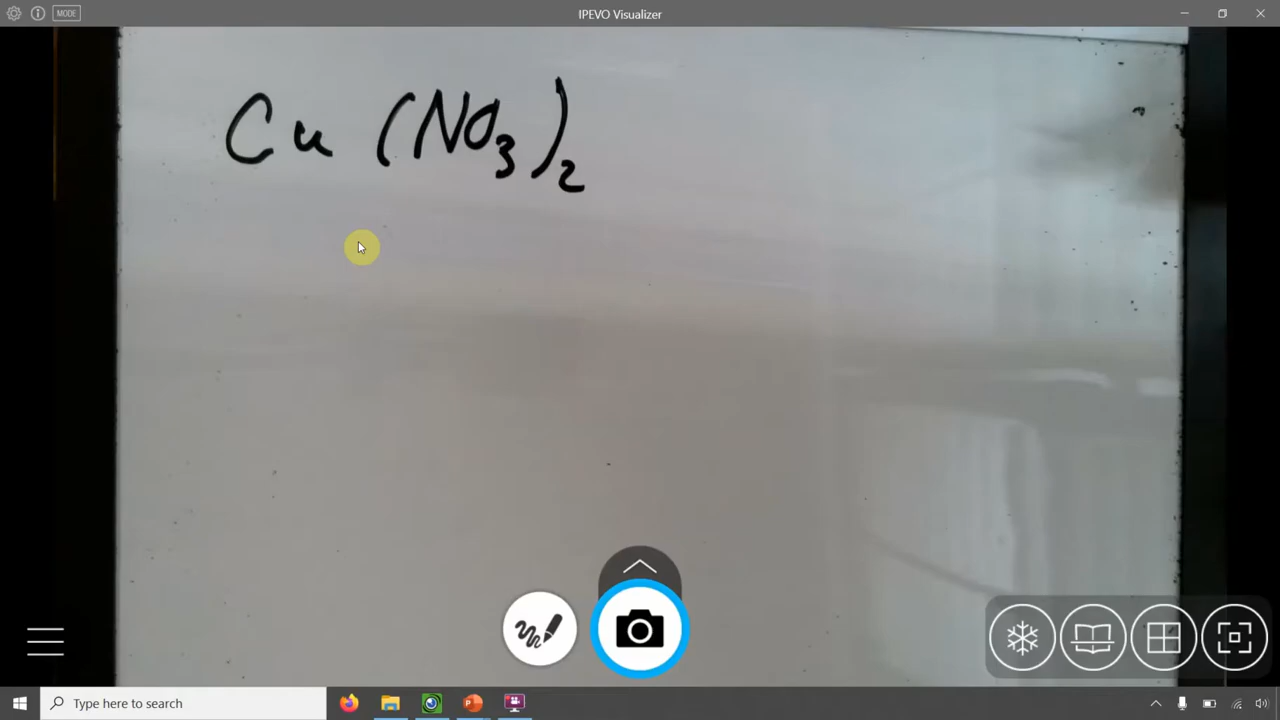 MODE
IPEVO Visualizer
Cu (NO₃)₂
Type here to search